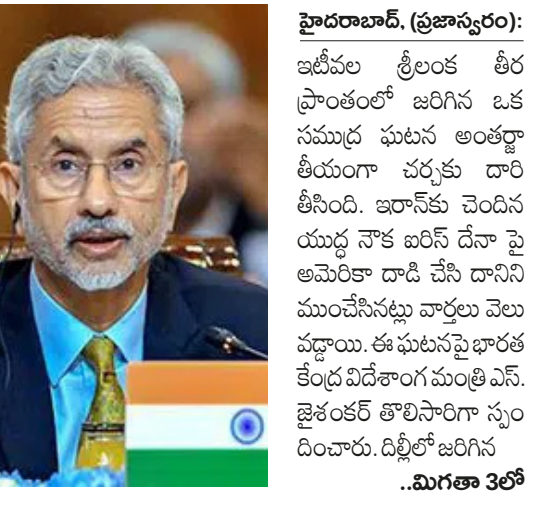 హైదరాబాద్, (ప్రజాస్వరం):
ఇటీవల శ్రీలంక తీర
ప్రాంతంలో జరిగిన ఒక
సముద్ర ఘటన అంతర్జా
తీయంగా చర్చకు దారి
తీసింది. ఇరాన్‌కు చెందిన
యుద్ధ నౌక ఐరిస్ దేనా పై
అమెరికా దాడి చేసి దానిని
ముంచేసినట్లు వార్తలు వెలు
వడ్డాయి. ఈ ఘటనపై భారత
కేంద్ర విదేశాంగ మంత్రి ఎస్.
జైశంకర్ తొలిసారిగా స్పం
దించారు. దిల్లీలో జరిగిన
..మిగతా 3లో